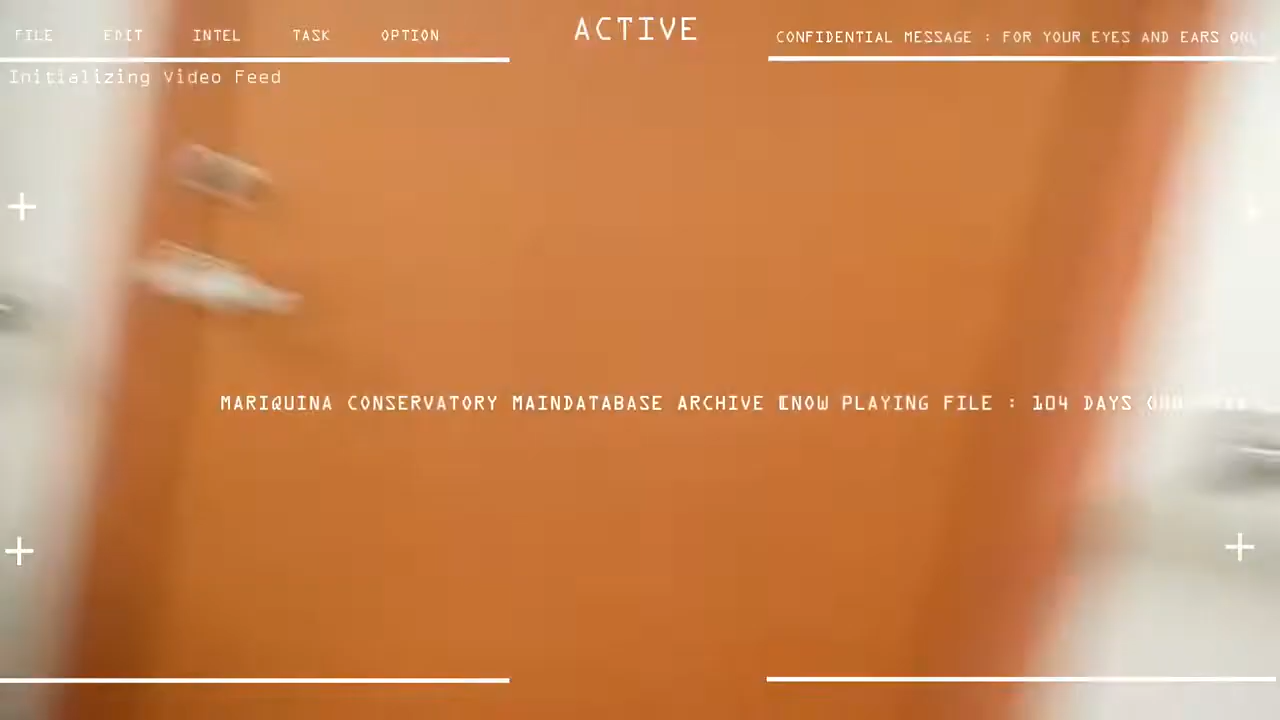 FILE EDIT INTEL TASK OPTION
ACTIVE
CONFIDENTIAL MESSAGE : FOR YOUR EYES AND EARS ONL
Initializing Video Feed
MARIQUINA CONSERVATORY MAINDATABASE ARCHIVE
NOW PLAYING FILE : 104 DAYS